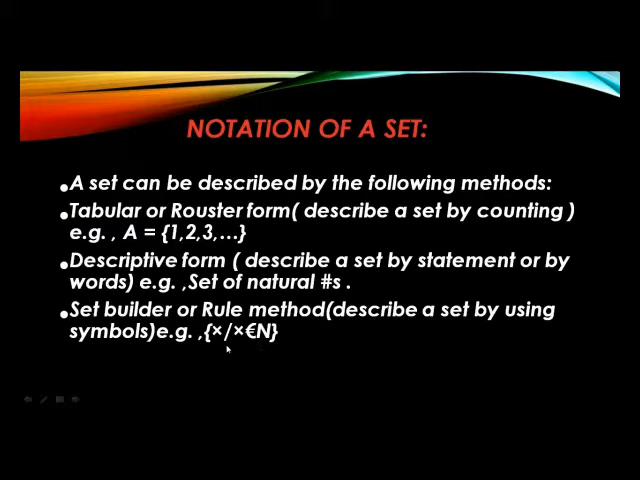 NOTATION OF A SET:
•A set can be described by the following methods:
•Tabular or Rouster form( describe a set by counting )
e.g. , A = {1,2,3,...}
•Descriptive form ( describe a set by statement or by
words) e.g. ,Set of natural #s .
•Set builder or Rule method(describe a set by using
symbols)e.g. ,{×/×€N}